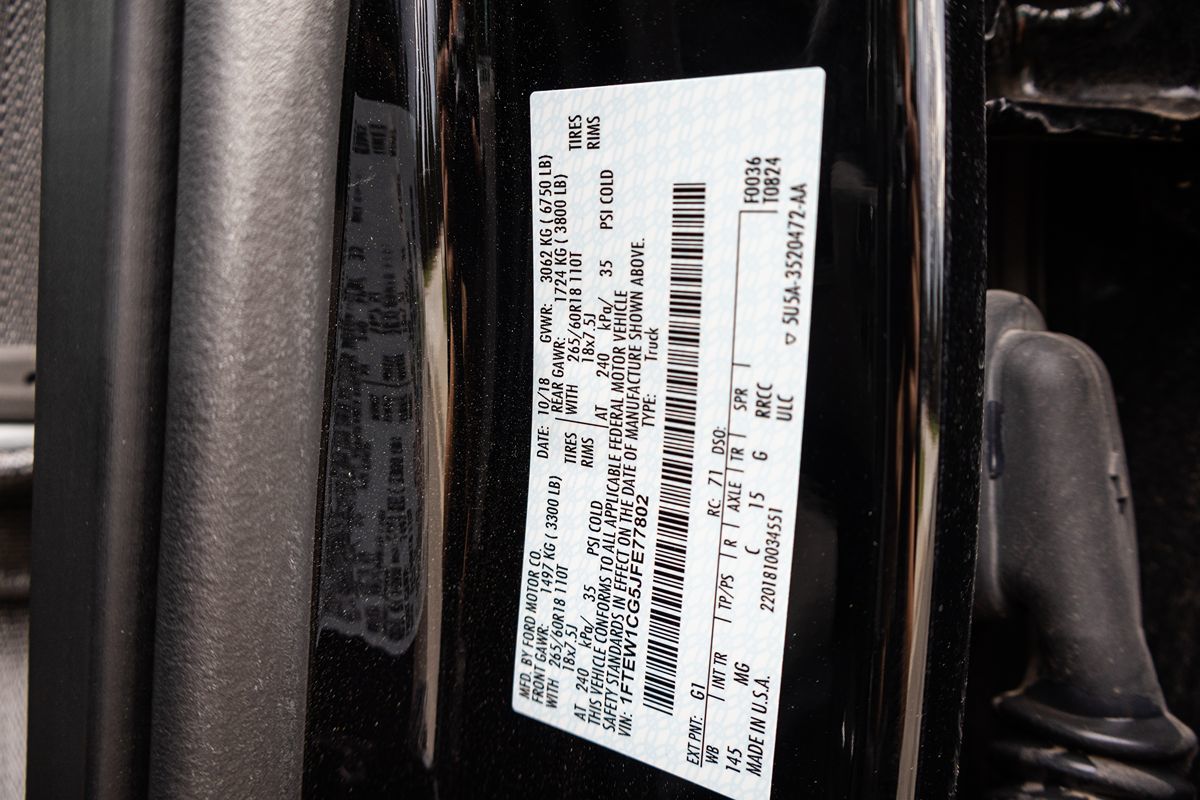 MFD. BY FORD MOTOR CO.
DATE: 10/18 GVWR: 3062 KG ( 6750 LB)
FRONT GAWR: 1497 KG ( 3300 LB) REAR GAWR: 1724 KG ( 3800 LB)
WITH 265/60R18 110T TIRES WITH 265/60R18 110T TIRES
18x7.5J RIMS 18x7.5J RIMS
AT 240 kPa/ 35 PSI COLD AT 240 kPa/ 35 PSI COLD
THIS VEHICLE CONFORMS TO ALL APPLICABLE FEDERAL MOTOR VEHICLE
SAFETY STANDARDS IN EFFECT ON THE DATE OF MANUFACTURE SHOWN ABOVE.
VIN: 1FTEW1CG5JFE77802 TYPE: Truck
EXT PNT: G1 RC: 71 DSO: F0036
WB INT TR TP/PS R AXLE TR SPR T0824
145 MG C 15 G RRCC
MADE IN U.S.A. 2201810034551 ULC ▽ 5U5A-3520472-AA